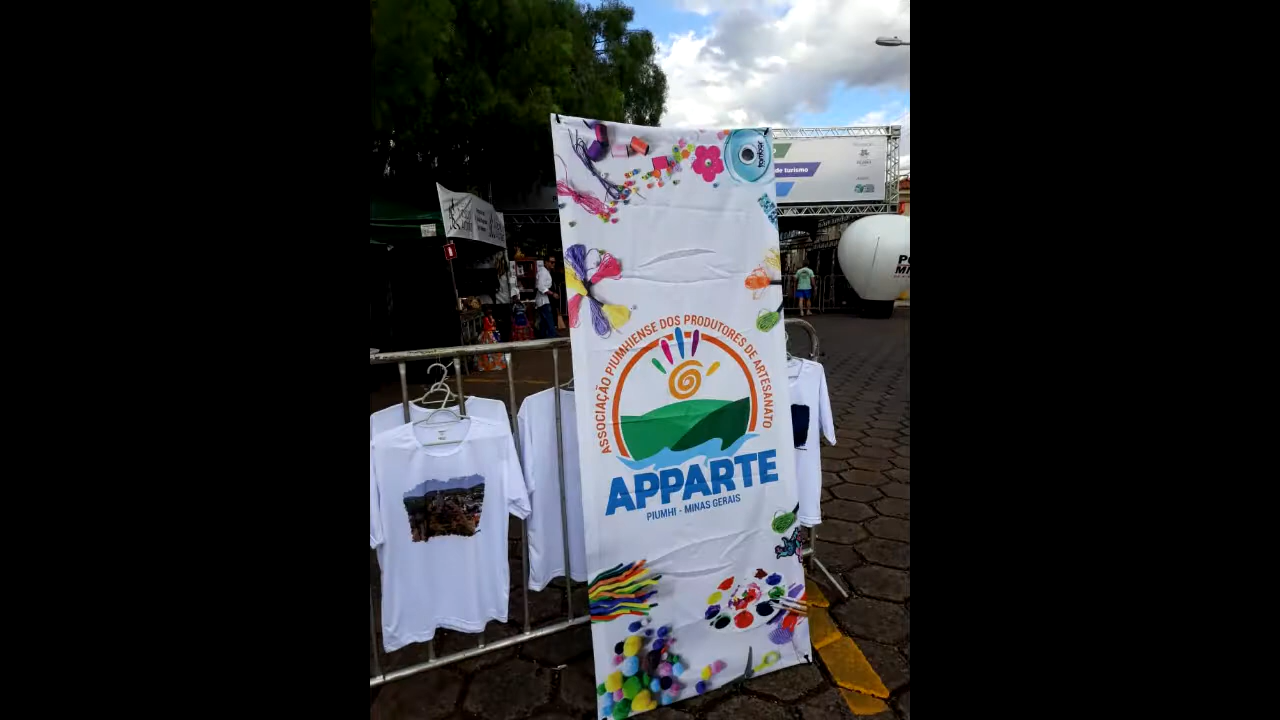 de turismo
ASSOCIAÇÃO PIUMHIENSE DOS PRODUTORES DE ARTESANATO
APPARTE
PIUMHI - MINAS GERAIS